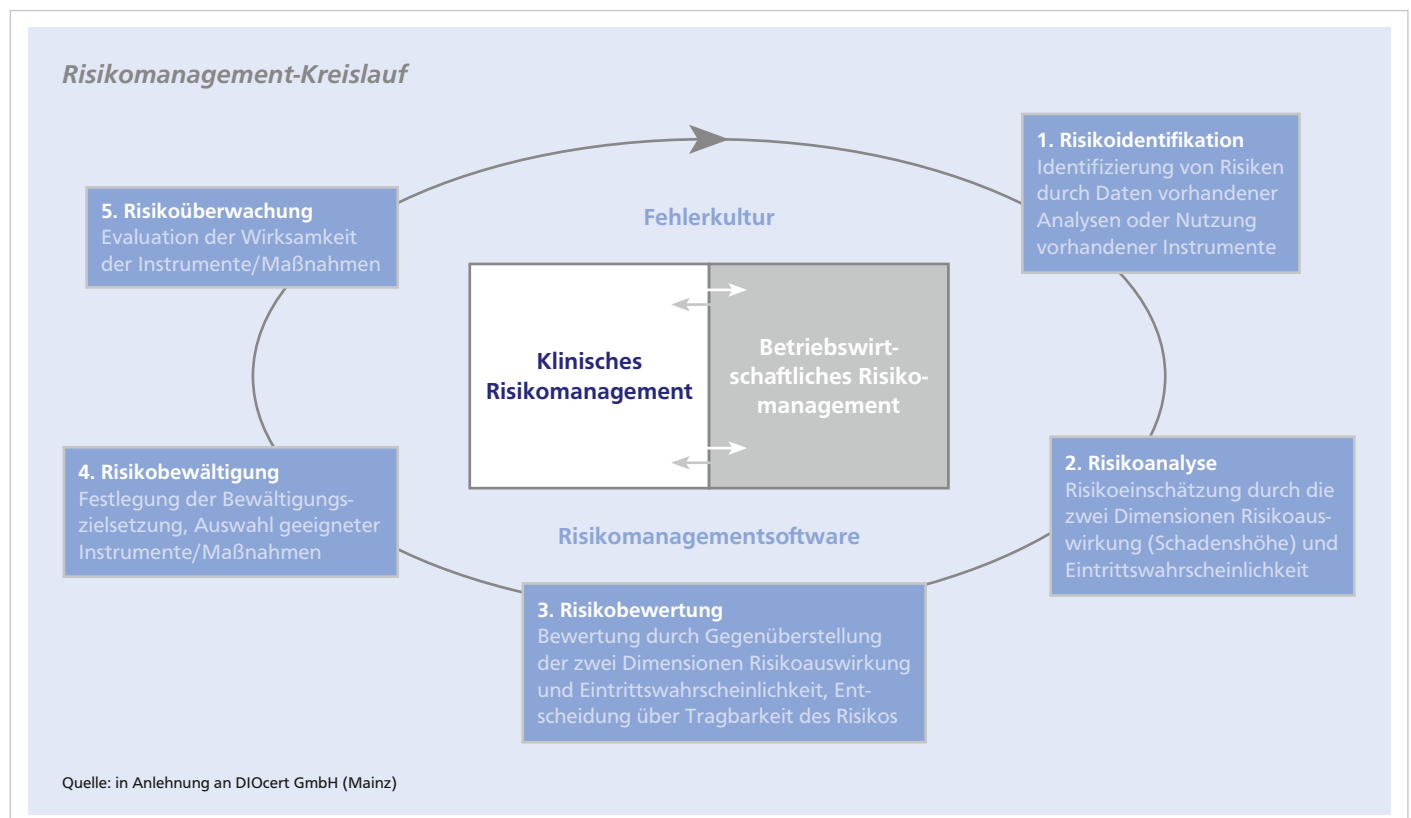 Risikomanagement-Kreislauf
1. Risikoidentifikation
Identifizierung von Risiken
durch Daten vorhandener
Analysen oder Nutzung
vorhandener Instrumente
5. Risikoüberwachung
Evaluation der Wirksamkeit
der Instrumente/Maßnahmen
Fehlerkultur
Klinisches
Risikomanagement
Betriebswirt-
schaftliches Risiko-
management
4. Risikobewältigung
Festlegung der Bewältigungs-
zielsetzung, Auswahl geeigneter
Instrumente/Maßnahmen
2. Risikoanalyse
Risikoeinschätzung durch die
zwei Dimensionen Risikoaus-
wirkung (Schadenshöhe) und
Eintrittswahrscheinlichkeit
Risikomanagementsoftware
3. Risikobewertung
Bewertung durch Gegenüberstellung
der zwei Dimensionen Risikoauswirkung
und Eintrittswahrscheinlichkeit, Ent-
scheidung über Tragbarkeit des Risikos
Quelle: in Anlehnung an DIOcert GmbH (Mainz)